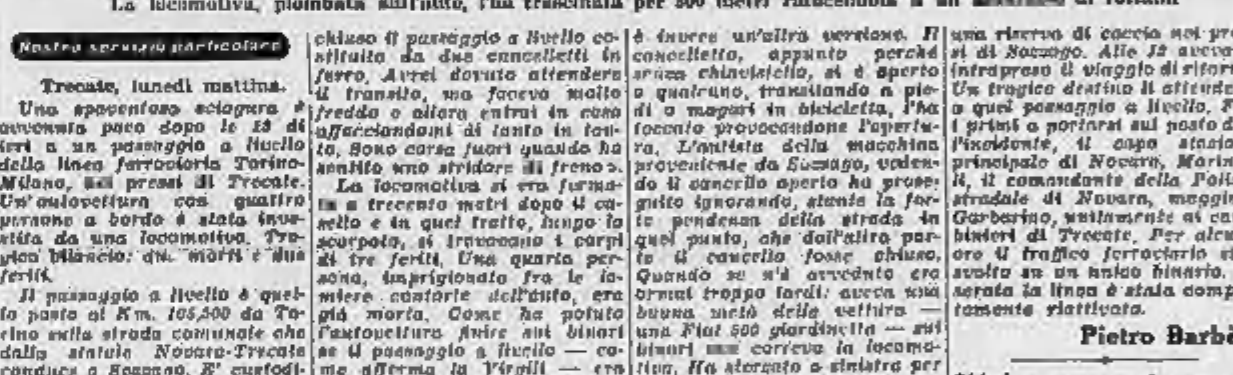 La locomotiva, piombata sull'auto, l'ha trascinata per 300 metri riducendola a un di rottami
Nostro servizio particolare
Trecate, lunedì mattina.
Una spaventosa sciagura è
avvenuta poco dopo le 13 di
ieri a un passaggio a livello
della linea ferroviaria Torino-
Milano, nei pressi di Trecate.
Un'autovettura con quattro
persone a bordo è stata inve-
stita da una locomotiva. Tra-
gico bilancio: due morti e due
feriti.
Il passaggio a livello è quel-
lo posto al Km. 105,500 da To-
rino sulla strada comunale che
dalla statale Novara-Trecate
conduce a Sozzago. E' custodi-
chiuso il passaggio a livello co-
stituito da due cancelletti in
ferro. Avrei dovuto attendere
il transito, ma faceva molto
freddo e allora entrai in casa
affacciandomi di tanto in tan-
to. Sono corsa fuori quando ho
sentito uno stridore di freno».
La locomotiva si era ferma-
ta a trecento metri dopo il ca-
sello e in quel tratto, lungo la
scarpata, si trovavano i corpi
di tre feriti. Una quarta per-
sona, imprigionata fra le la-
miere contorte dell'auto, era
già morta. Come ha potuto
l'autovettura finire sui binari
se il passaggio a livello — co-
me afferma la Virgili — era
è invece un'altra versione. Il
cancelletto, appunto perché
senza chiavistello, si è aperto
o qualcuno, transitando a pie-
di o magari in bicicletta, l'ha
toccato provocandone l'apertu-
ra. L'autista della macchina
proveniente da Sozzago, veden-
do il cancello aperto ha prose-
guito ignorando, stante la for-
te pendenza della strada in
quel punto, che dall'altra par-
te il cancello fosse chiuso.
Quando se n'è avveduto era
ormai troppo tardi: aveva una
buona metà della vettura —
una Fiat 500 giardinetta — sui
binari correva la locomo-
tiva. Ha sterzato a sinistra per
una riserva di caccia nei pre
si di Sozzago. Alle 13 aveva
intrapreso il viaggio di ritor
Un tragico destino li attende
a quel passaggio a livello. F
i primi a portarsi sul posto d
l'incidente, il capo stazio
principale di Novara, Marin
li, il comandante della Poli
stradale di Novara, maggio
Garbarino, unitamente ai ca
binieri di Trecate. Per alcu
ore il traffico ferroviario si
svolto su un unico binario.
serata la linea è stata comp
tamente riattivata.
Pietro Barbè